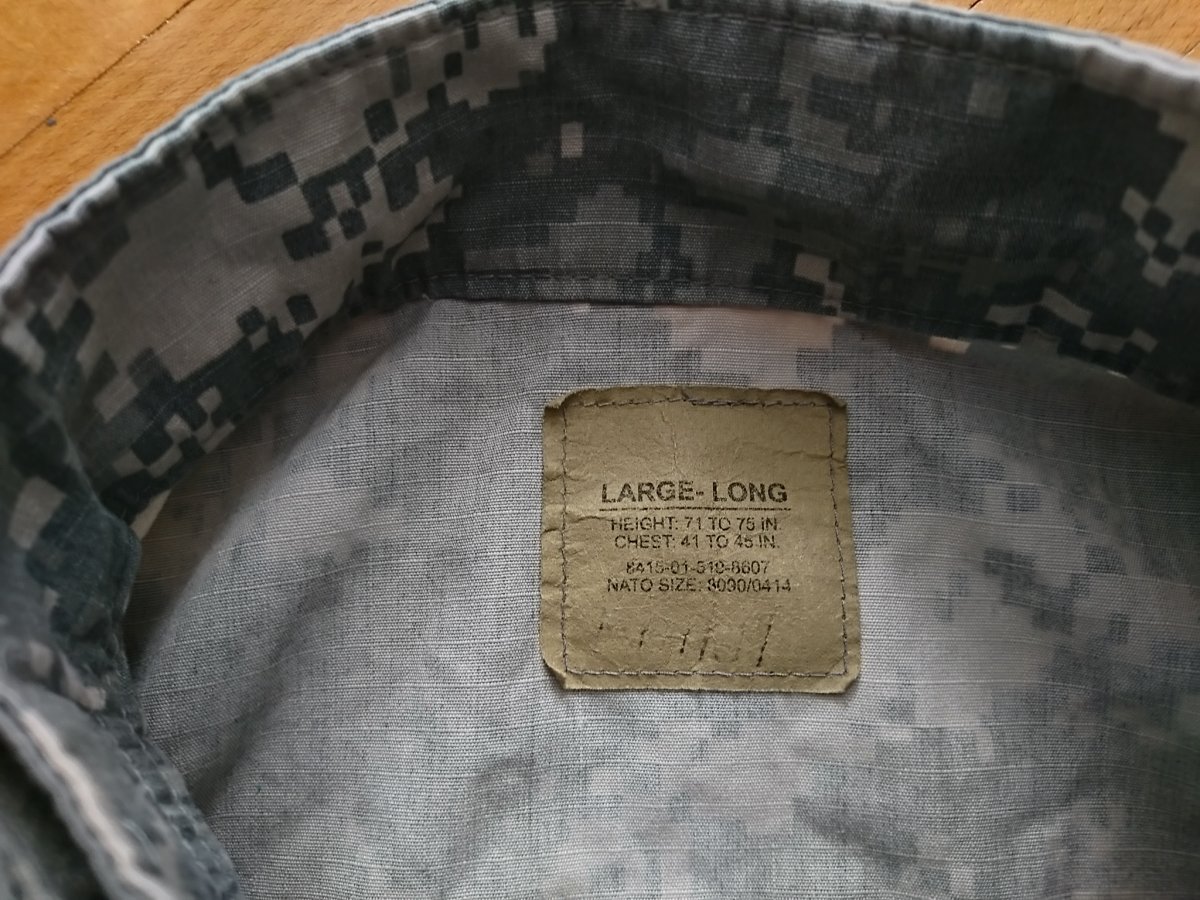 LARGE- LONG
HEIGHT: 71 TO 75 IN.
CHEST: 41 TO 45 IN.
8415-01-519-8607
NATO SIZE: 8090/0414